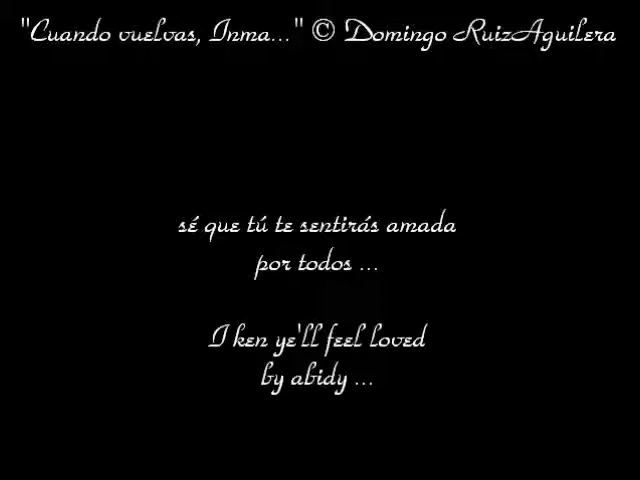 "Cuando vuelvas, Inma..." © Domingo RuizAguilera
sé que tú te sentirás amada
por todos ...
I ken ye'll feel loved
by abidy ...